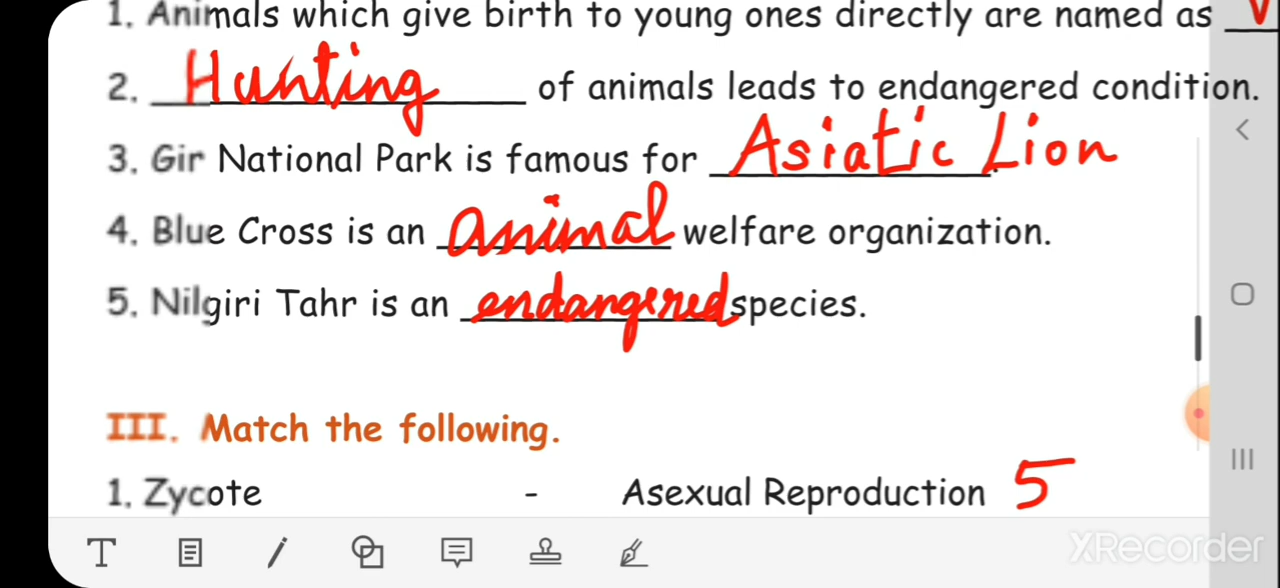 1. Animals which give birth to young ones directly are named as
2. Hunting of animals leads to endangered condition.
3. Gir National Park is famous for Asiatic Lion.
4. Blue Cross is an animal welfare organization.
5. Nilgiri Tahr is an endangered species.
III. Match the following.
1. Zycote - Asexual Reproduction 5
T
XRecorder